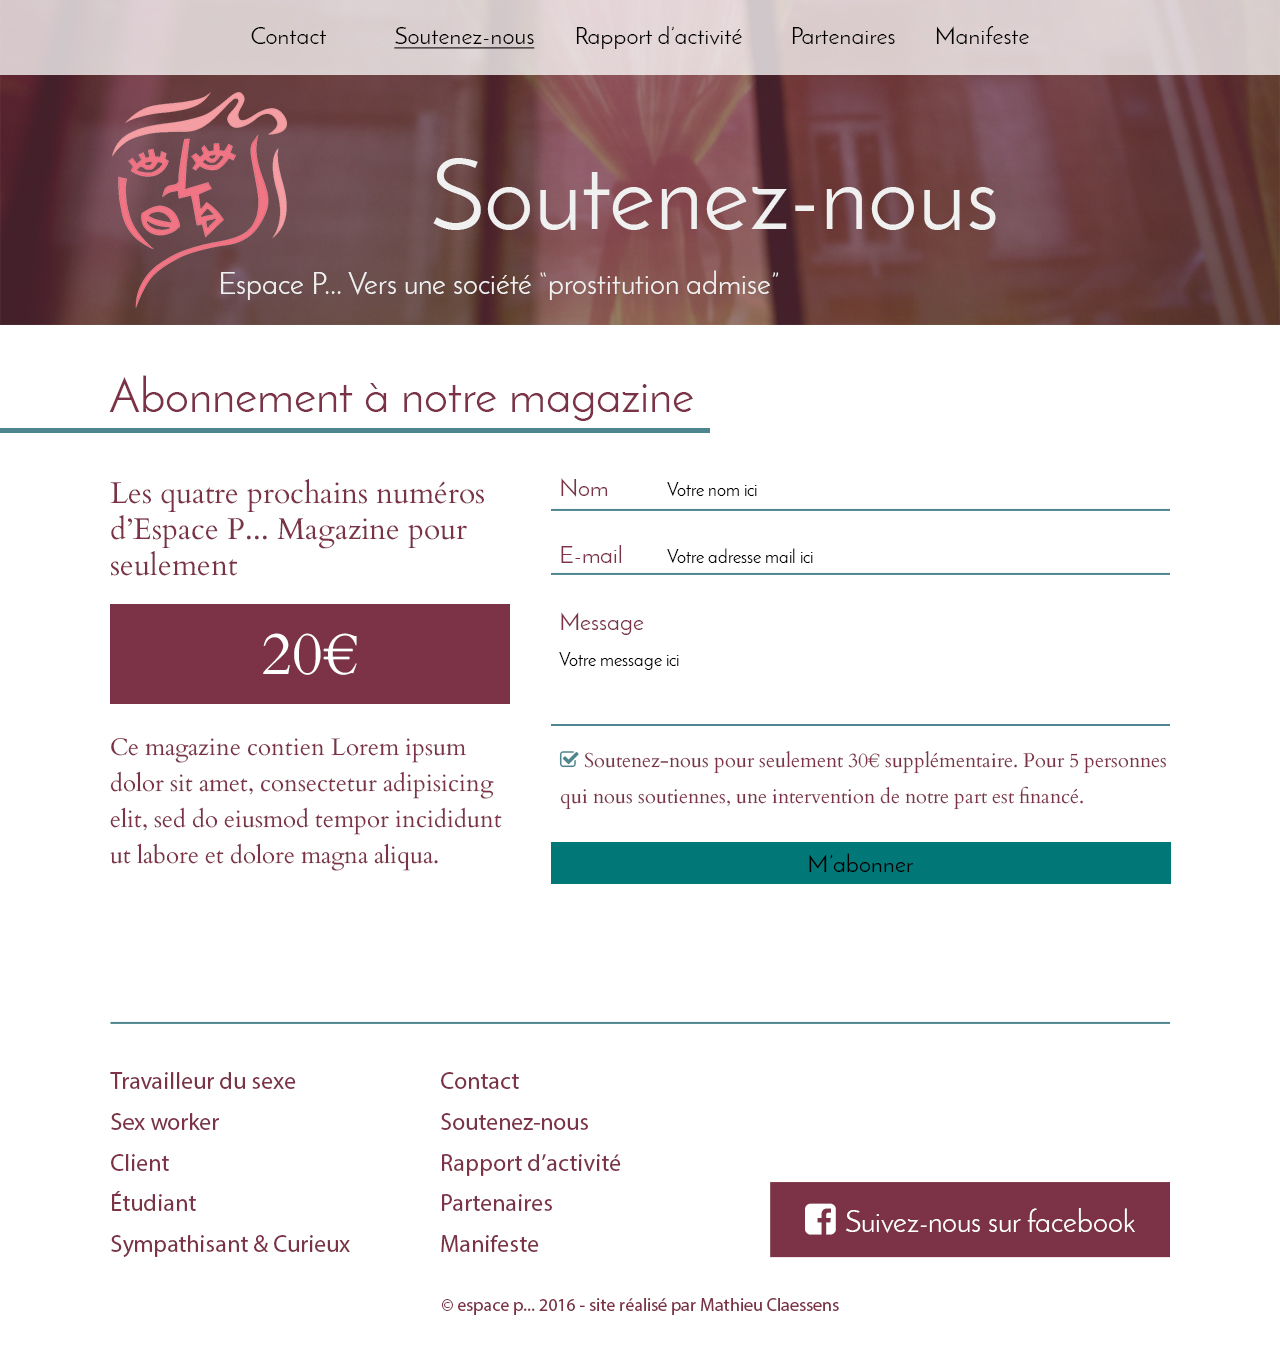 Contact Soutenez-nous Rapport d'activité Partenaires Manifeste
Soutenez-nous
Espace P... Vers une société “prostitution admise”
Abonnement à notre magazine
Les quatre prochains numéros
d’Espace P... Magazine pour
seulement
20€
Ce magazine contien Lorem ipsum
dolor sit amet, consectetur adipisicing
elit, sed do eiusmod tempor incididunt
ut labore et dolore magna aliqua.
Nom Votre nom ici
E-mail Votre adresse mail ici
Message
Votre message ici
Soutenez-nous pour seulement 30€ supplémentaire. Pour 5 personnes
qui nous soutiennes, une intervention de notre part est financé.
M'abonner
Travailleur du sexe
Sex worker
Client
Étudiant
Sympathisant & Curieux
Contact
Soutenez-nous
Rapport d’activité
Partenaires
Manifeste
Suivez-nous sur facebook
© espace p... 2016 - site réalisé par Mathieu Claessens